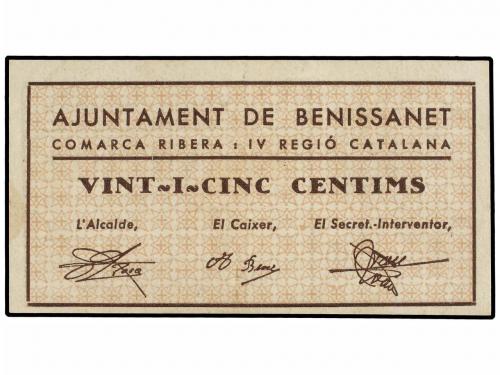 AJUNTAMENT DE BENISSANET
COMARCA RIBERA : IV REGIÓ CATALANA
VINT~I~CINC CENTIMS
L'Alcalde, El Caixer, El Secret.-Interventor,